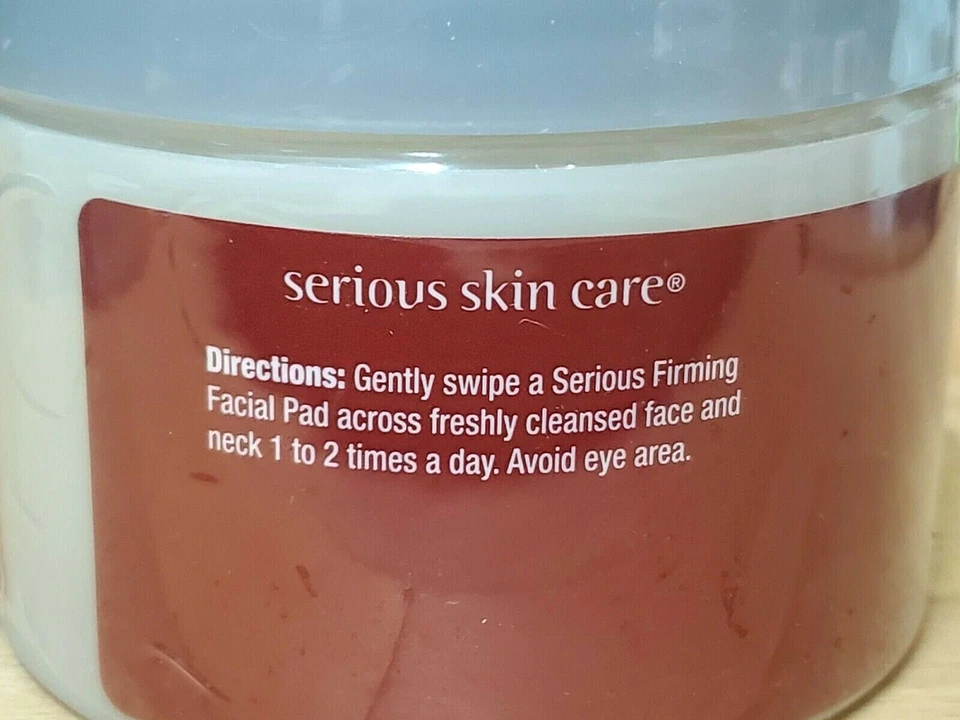 serious skin care®
Directions: Gently swipe a Serious Firming
Facial Pad across freshly cleansed face and
neck 1 to 2 times a day. Avoid eye area.